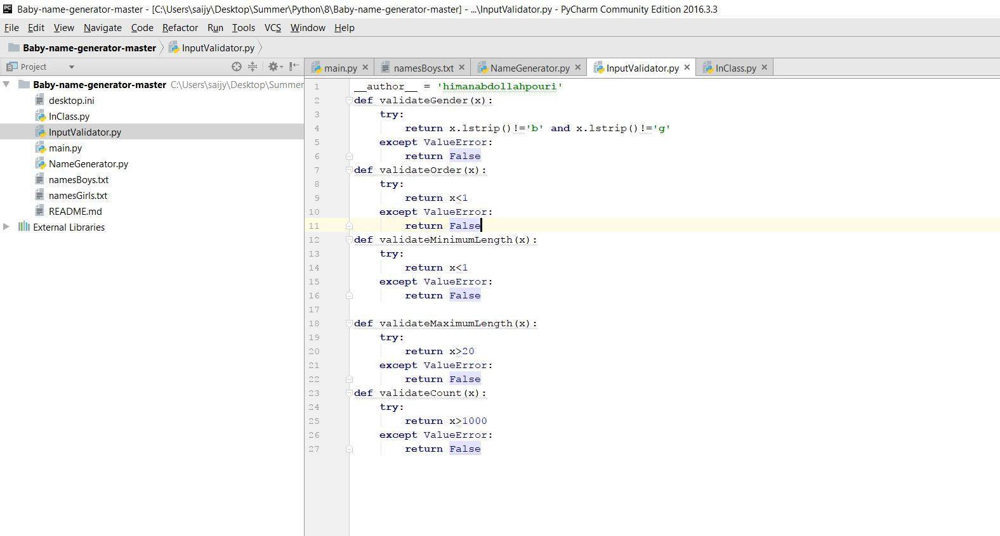 Baby-name-generator-master - [C:\Users\saijy\Desktop\Summer\Python\8\Baby-name-generator-master] - ...\InputValidator.py - PyCharm Community Edition 2016.3.3
File Edit View Navigate Code Refactor Run Tools VCS Window Help
Baby-name-generator-master InputValidator.py
Project
main.py namesBoys.txt NameGenerator.py InputValidator.py InClass.py
Baby-name-generator-master C:\Users\saijy\Desktop\Summer
desktop.ini
InClass.py
InputValidator.py
main.py
NameGenerator.py
namesBoys.txt
namesGirls.txt
README.md
External Libraries
1 __author__ = 'himanabdollahpouri'
2 def validateGender(x):
3     try:
4         return x.lstrip()!='b' and x.lstrip()!='g'
5     except ValueError:
6         return False
7 def validateOrder(x):
8     try:
9         return x<1
10     except ValueError:
11         return False
12 def validateMinimumLength(x):
13     try:
14         return x<1
15     except ValueError:
16         return False
17
18 def validateMaximumLength(x):
19     try:
20         return x>20
21     except ValueError:
22         return False
23 def validateCount(x):
24     try:
25         return x>1000
26     except ValueError:
27         return False